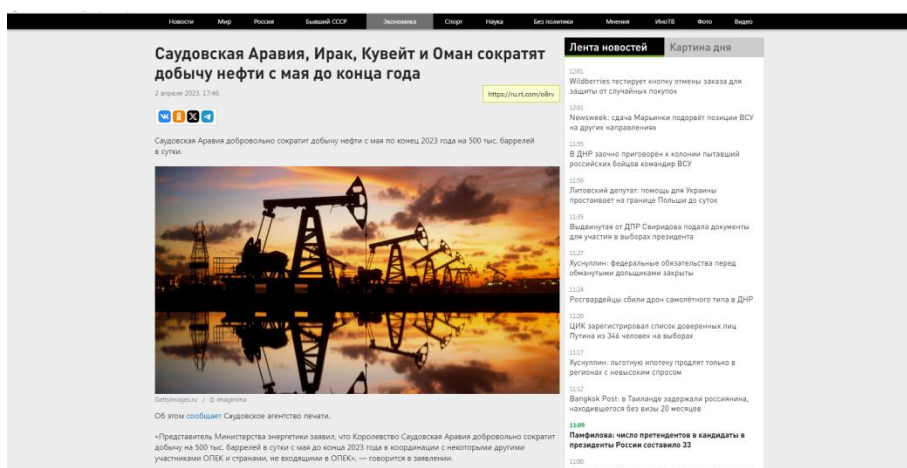 Новости Мир Россия Бывший СССР Экономика Спорт Наука Без политики Мнения ИноТВ Фото Видео
Саудовская Аравия, Ирак, Кувейт и Оман сократят
добычу нефти с мая до конца года
2 апреля 2023, 17:46
https://ru.rt.com/o8rv
Саудовская Аравия добровольно сократит добычу нефти с мая по конец 2023 года на 500 тыс. баррелей
в сутки.
Gettyimages.ru / © imaginima
Об этом сообщает Саудовское агентство печати.
«Представитель Министерства энергетики заявил, что Королевство Саудовская Аравия добровольно сократит
добычу на 500 тыс. баррелей в сутки с мая до конца 2023 года в координации с некоторыми другими
участниками ОПЕК и странами, не входящими в ОПЕК», — говорится в заявлении.
Лента новостей Картина дня
12:01
Wildberries тестирует кнопку отмены заказа для
защиты от случайных покупок
12:01
Newsweek: сдача Марьинки подорвёт позиции ВСУ
на других направлениях
11:55
В ДНР заочно приговорён к колонии пытавший
российских бойцов командир ВСУ
11:50
Литовский депутат: помощь для Украины
простаивает на границе Польши до суток
11:35
Выдвинутая от ДПР Свиридова подала документы
для участия в выборах президента
11:27
Хуснуллин: федеральные обязательства перед
обманутыми дольщиками закрыты
11:24
Росгвардейцы сбили дрон самолётного типа в ДНР
11:20
ЦИК зарегистрировал список доверенных лиц
Путина из 346 человек на выборах
11:17
Хуснуллин: льготную ипотеку продлят только в
регионах с невысоким спросом
11:12
Bangkok Post: в Таиланде задержали россиянина,
находившегося без визы 20 месяцев
11:09
Памфилова: число претендентов в кандидаты в
президенты России составило 33
11:00